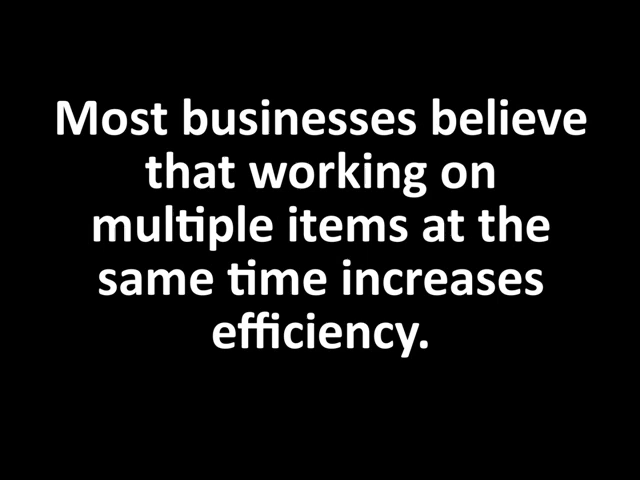 Most businesses believe
that working on
multiple items at the
same time increases
efficiency.